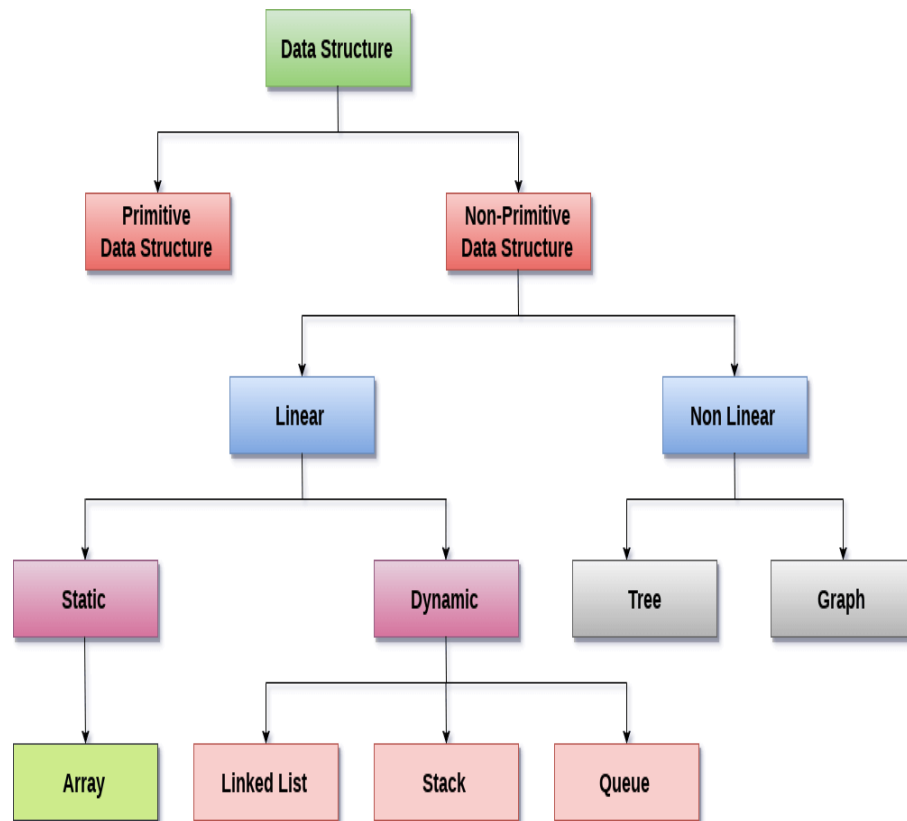 Data Structure
Primitive
Data Structure
Non-Primitive
Data Structure
Linear
Non Linear
Static
Dynamic
Tree
Graph
Array
Linked List
Stack
Queue